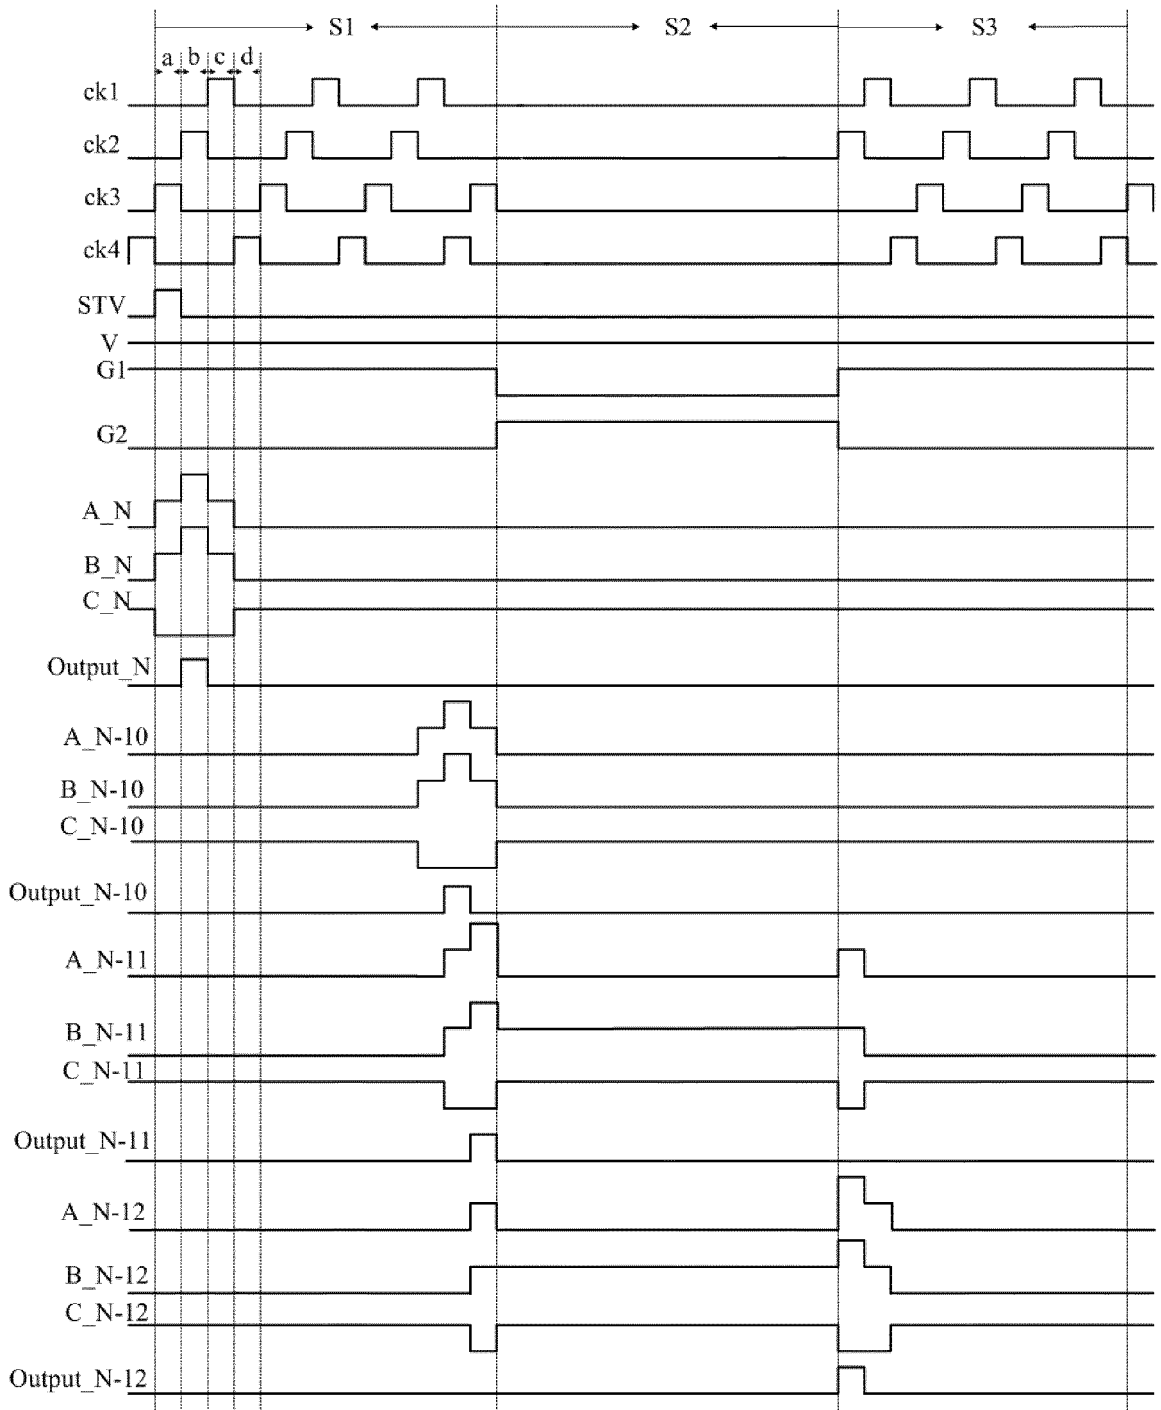 S1 S2 S3
a b c d
ck1
ck2
ck3
ck4
STV
V
G1
G2
A_N
B_N
C_N
Output_N
A_N-10
B_N-10
C_N-10
Output_N-10
A_N-11
B_N-11
C_N-11
Output_N-11
A_N-12
B_N-12
C_N-12
Output_N-12